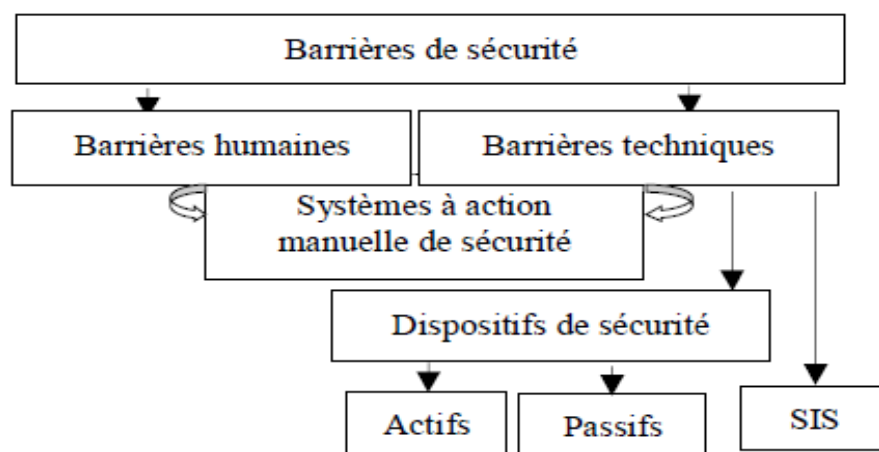 Barrières de sécurité
Barrières humaines
Barrières techniques
Systèmes à action
manuelle de sécurité
Dispositifs de sécurité
Actifs
Passifs
SIS